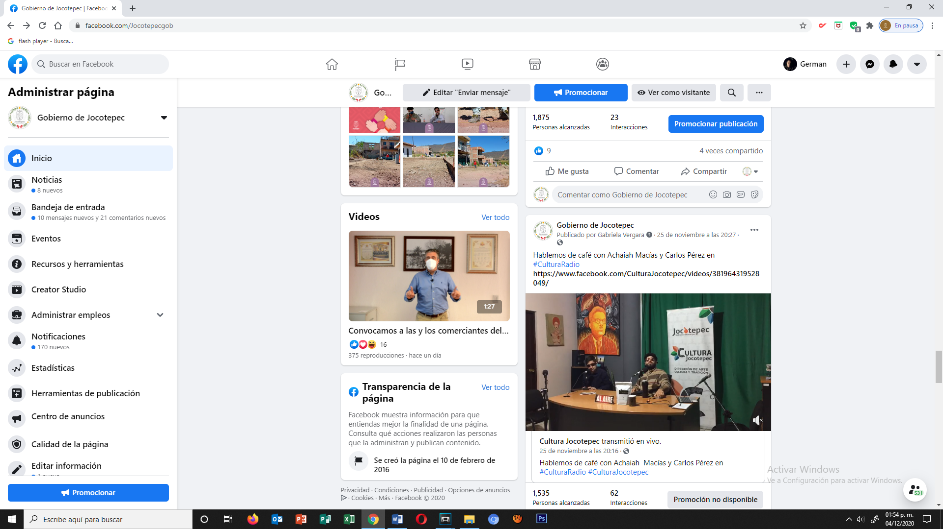 Gobierno de Jocotepec | Faceboo
facebook.com/Jocotepecgob
En pausa
flash player - Busca...
Buscar en Facebook
German
Administrar página
Gobierno de Jocotepec
Inicio
Noticias
8 nuevos
Bandeja de entrada
10 mensajes nuevos y 21 comentarios nuevos
Eventos
Recursos y herramientas
Creator Studio
Administrar empleos
Notificaciones
170 nuevos
Estadísticas
Herramientas de publicación
Centro de anuncios
Calidad de la página
Editar información
Promocionar
Go...
Editar "Enviar mensaje"
Promocionar
Ver como visitante
Videos
Ver todo
1:27
Convocamos a las y los comerciantes del...
16
375 reproducciones · hace un día
Transparencia de la página
Ver todo
Facebook muestra información para que
entiendas mejor la finalidad de una página.
Consulta qué acciones realizaron las personas
que la administran y publican contenido.
Se creó la página el 10 de febrero de
2016
Privacidad · Condiciones · Publicidad · Opciones de anuncios
· Cookies · Más · Facebook © 2020
1,875
Personas alcanzadas
23
Interacciones
Promocionar publicación
9
4 veces compartido
Me gusta
Comentar
Compartir
Comentar como Gobierno de Jocotepec
Gobierno de Jocotepec
Publicado por Gabriela Vergara · 25 de noviembre a las 20:27 ·
Hablemos de café con Achaiah Macías y Carlos Pérez en
#CulturaRadio
https://www.facebook.com/CulturaJocotepec/videos/381964319528
049/
Jocotepec
CULTURA
JOCOTEPEC
AL AIRE
Cultura Jocotepec transmitió en vivo.
25 de noviembre a las 20:16 ·
Hablemos de café con Achaiah Macías y Carlos Pérez en
#CulturaRadio #CulturaJocotepec
1,535
Personas alcanzadas
62
Interacciones
Promoción no disponible
Activar Windows
Ve a Configuración para activar Windows.
Escribe aquí para buscar
01:54 p. m.
04/12/2020